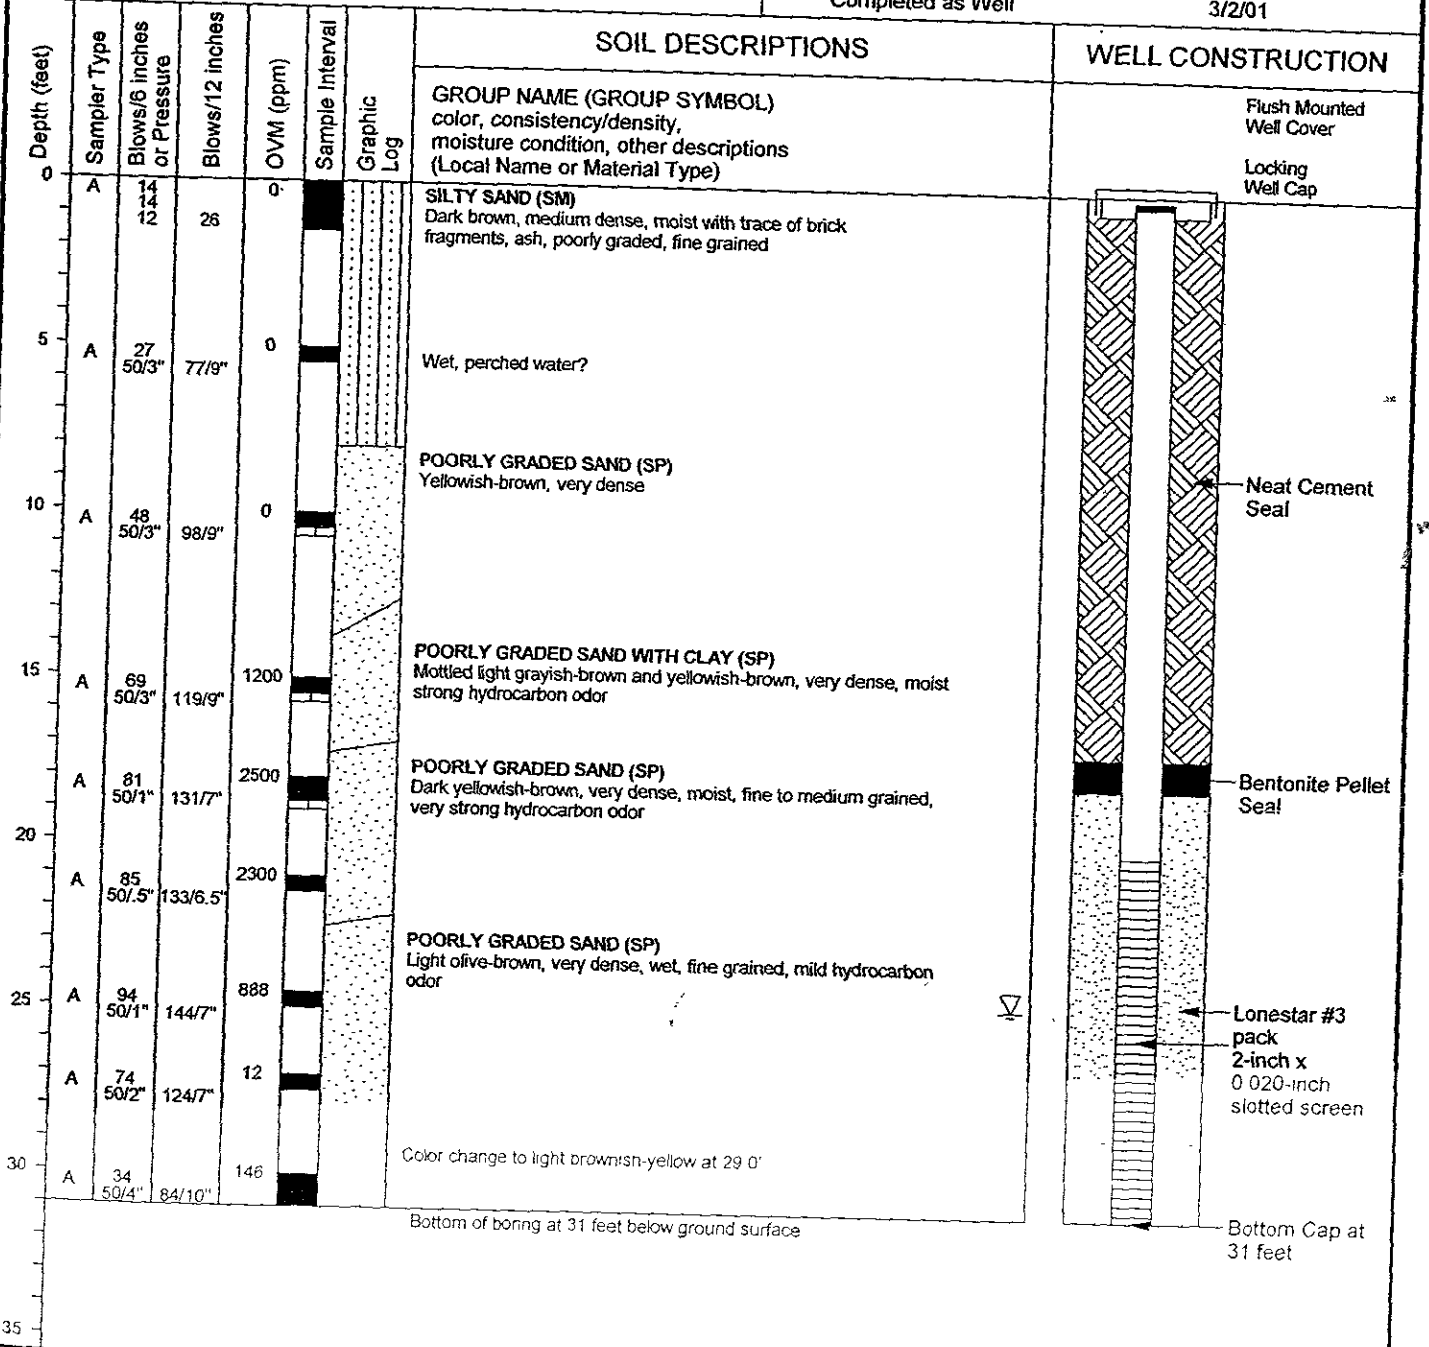 Completed as Well 3/2/01
Depth (feet)
Sampler Type
Blows/6 inches
or Pressure
Blows/12 inches
OVM (ppm)
Sample Interval
Graphic
Log
SOIL DESCRIPTIONS
GROUP NAME (GROUP SYMBOL)
color, consistency/density,
moisture condition, other descriptions
(Local Name or Material Type)
WELL CONSTRUCTION
Flush Mounted
Well Cover
Locking
Well Cap
0
A 14 0
14
12 26
SILTY SAND (SM)
Dark brown, medium dense, moist with trace of brick
fragments, ash, poorly graded, fine grained
5
A 27 0
50/3" 77/9"
Wet, perched water?
POORLY GRADED SAND (SP)
Yellowish-brown, very dense
10
A 48 0
50/3" 98/9"
Neat Cement
Seal
POORLY GRADED SAND WITH CLAY (SP)
Mottled light grayish-brown and yellowish-brown, very dense, moist
strong hydrocarbon odor
15
A 69 1200
50/3" 119/9"
POORLY GRADED SAND (SP)
Dark yellowish-brown, very dense, moist, fine to medium grained,
very strong hydrocarbon odor
A 81 2500
50/1" 131/7"
Bentonite Pellet
Seal
20
A 85 2300
50/.5" 133/6.5"
POORLY GRADED SAND (SP)
Light olive-brown, very dense, wet, fine grained, mild hydrocarbon
odor
25
A 94 868
50/1" 144/7"
Lonestar #3
pack
2-inch x
0 020-inch
slotted screen
A 74 12
50/2" 124/7"
Color change to light brownish-yellow at 29 0'
30
A 34 146
50/4" 84/10"
Bottom of boring at 31 feet below ground surface
Bottom Cap at
31 feet
35